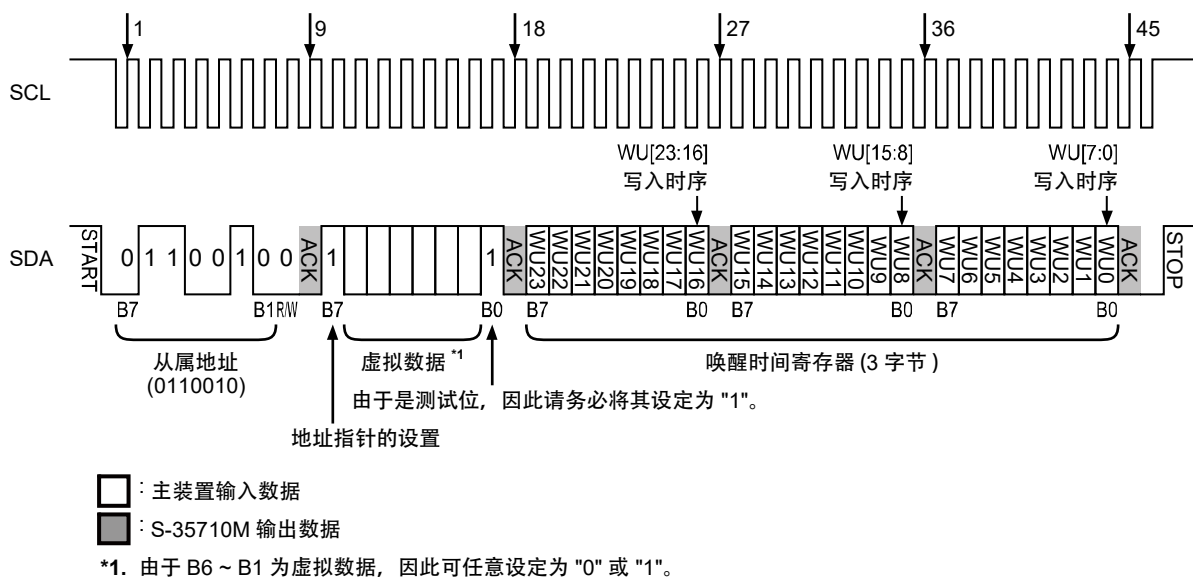 1 9 18 27 36 45
SCL
WU[23:16] WU[15:8] WU[7:0]
写入时序 写入时序 写入时序
SDA START 0 1 1 0 0 1 0 0 ACK 1 1 ACK WU23 WU22 WU21 WU20 WU19 WU18 WU17 WU16 ACK WU15 WU14 WU13 WU12 WU11 WU10 WU9 WU8 ACK WU7 WU6 WU5 WU4 WU3 WU2 WU1 WU0 ACK STOP
B7 B1 R/W B7 B0 B7 B0 B7 B0 B7 B0
从属地址 虚拟数据 *1 唤醒时间寄存器 (3 字节 )
(0110010)
由于是测试位，因此请务必将其设定为 "1"。
地址指针的设置
: 主装置输入数据
: S-35710M 输出数据
*1. 由于 B6 ~ B1 为虚拟数据，因此可任意设定为 "0" 或 "1"。